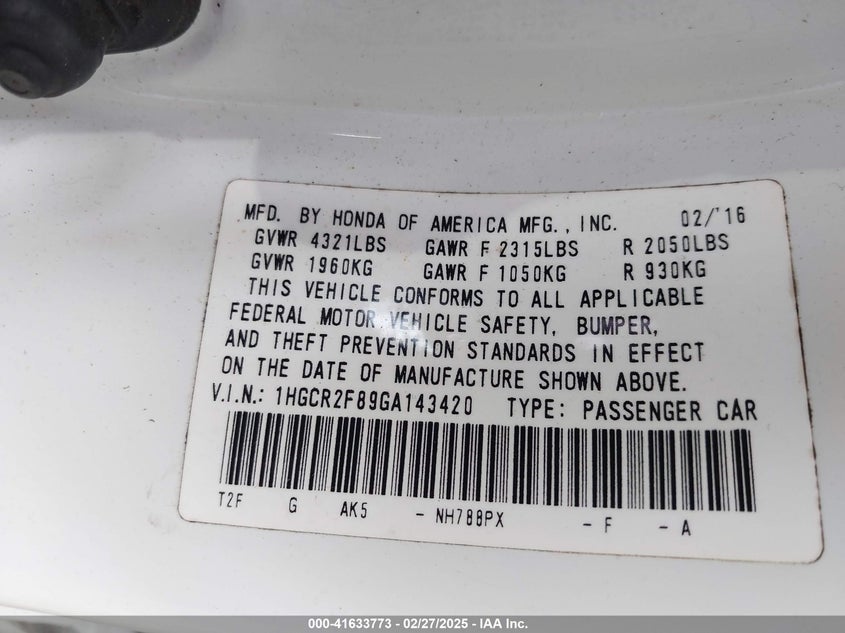 MFD. BY HONDA OF AMERICA MFG., INC. 02/'16
GVWR 4321LBS GAWR F 2315LBS R 2050LBS
GVWR 1960KG GAWR F 1050KG R 930KG
THIS VEHICLE CONFORMS TO ALL APPLICABLE
FEDERAL MOTOR VEHICLE SAFETY, BUMPER,
AND THEFT PREVENTION STANDARDS IN EFFECT
ON THE DATE OF MANUFACTURE SHOWN ABOVE.
V.I.N.: 1HGCR2F89GA143420 TYPE: PASSENGER CAR
T2F G AK5 - NH788PX - F - A
000-41633773 - 02/27/2025 - IAA Inc.